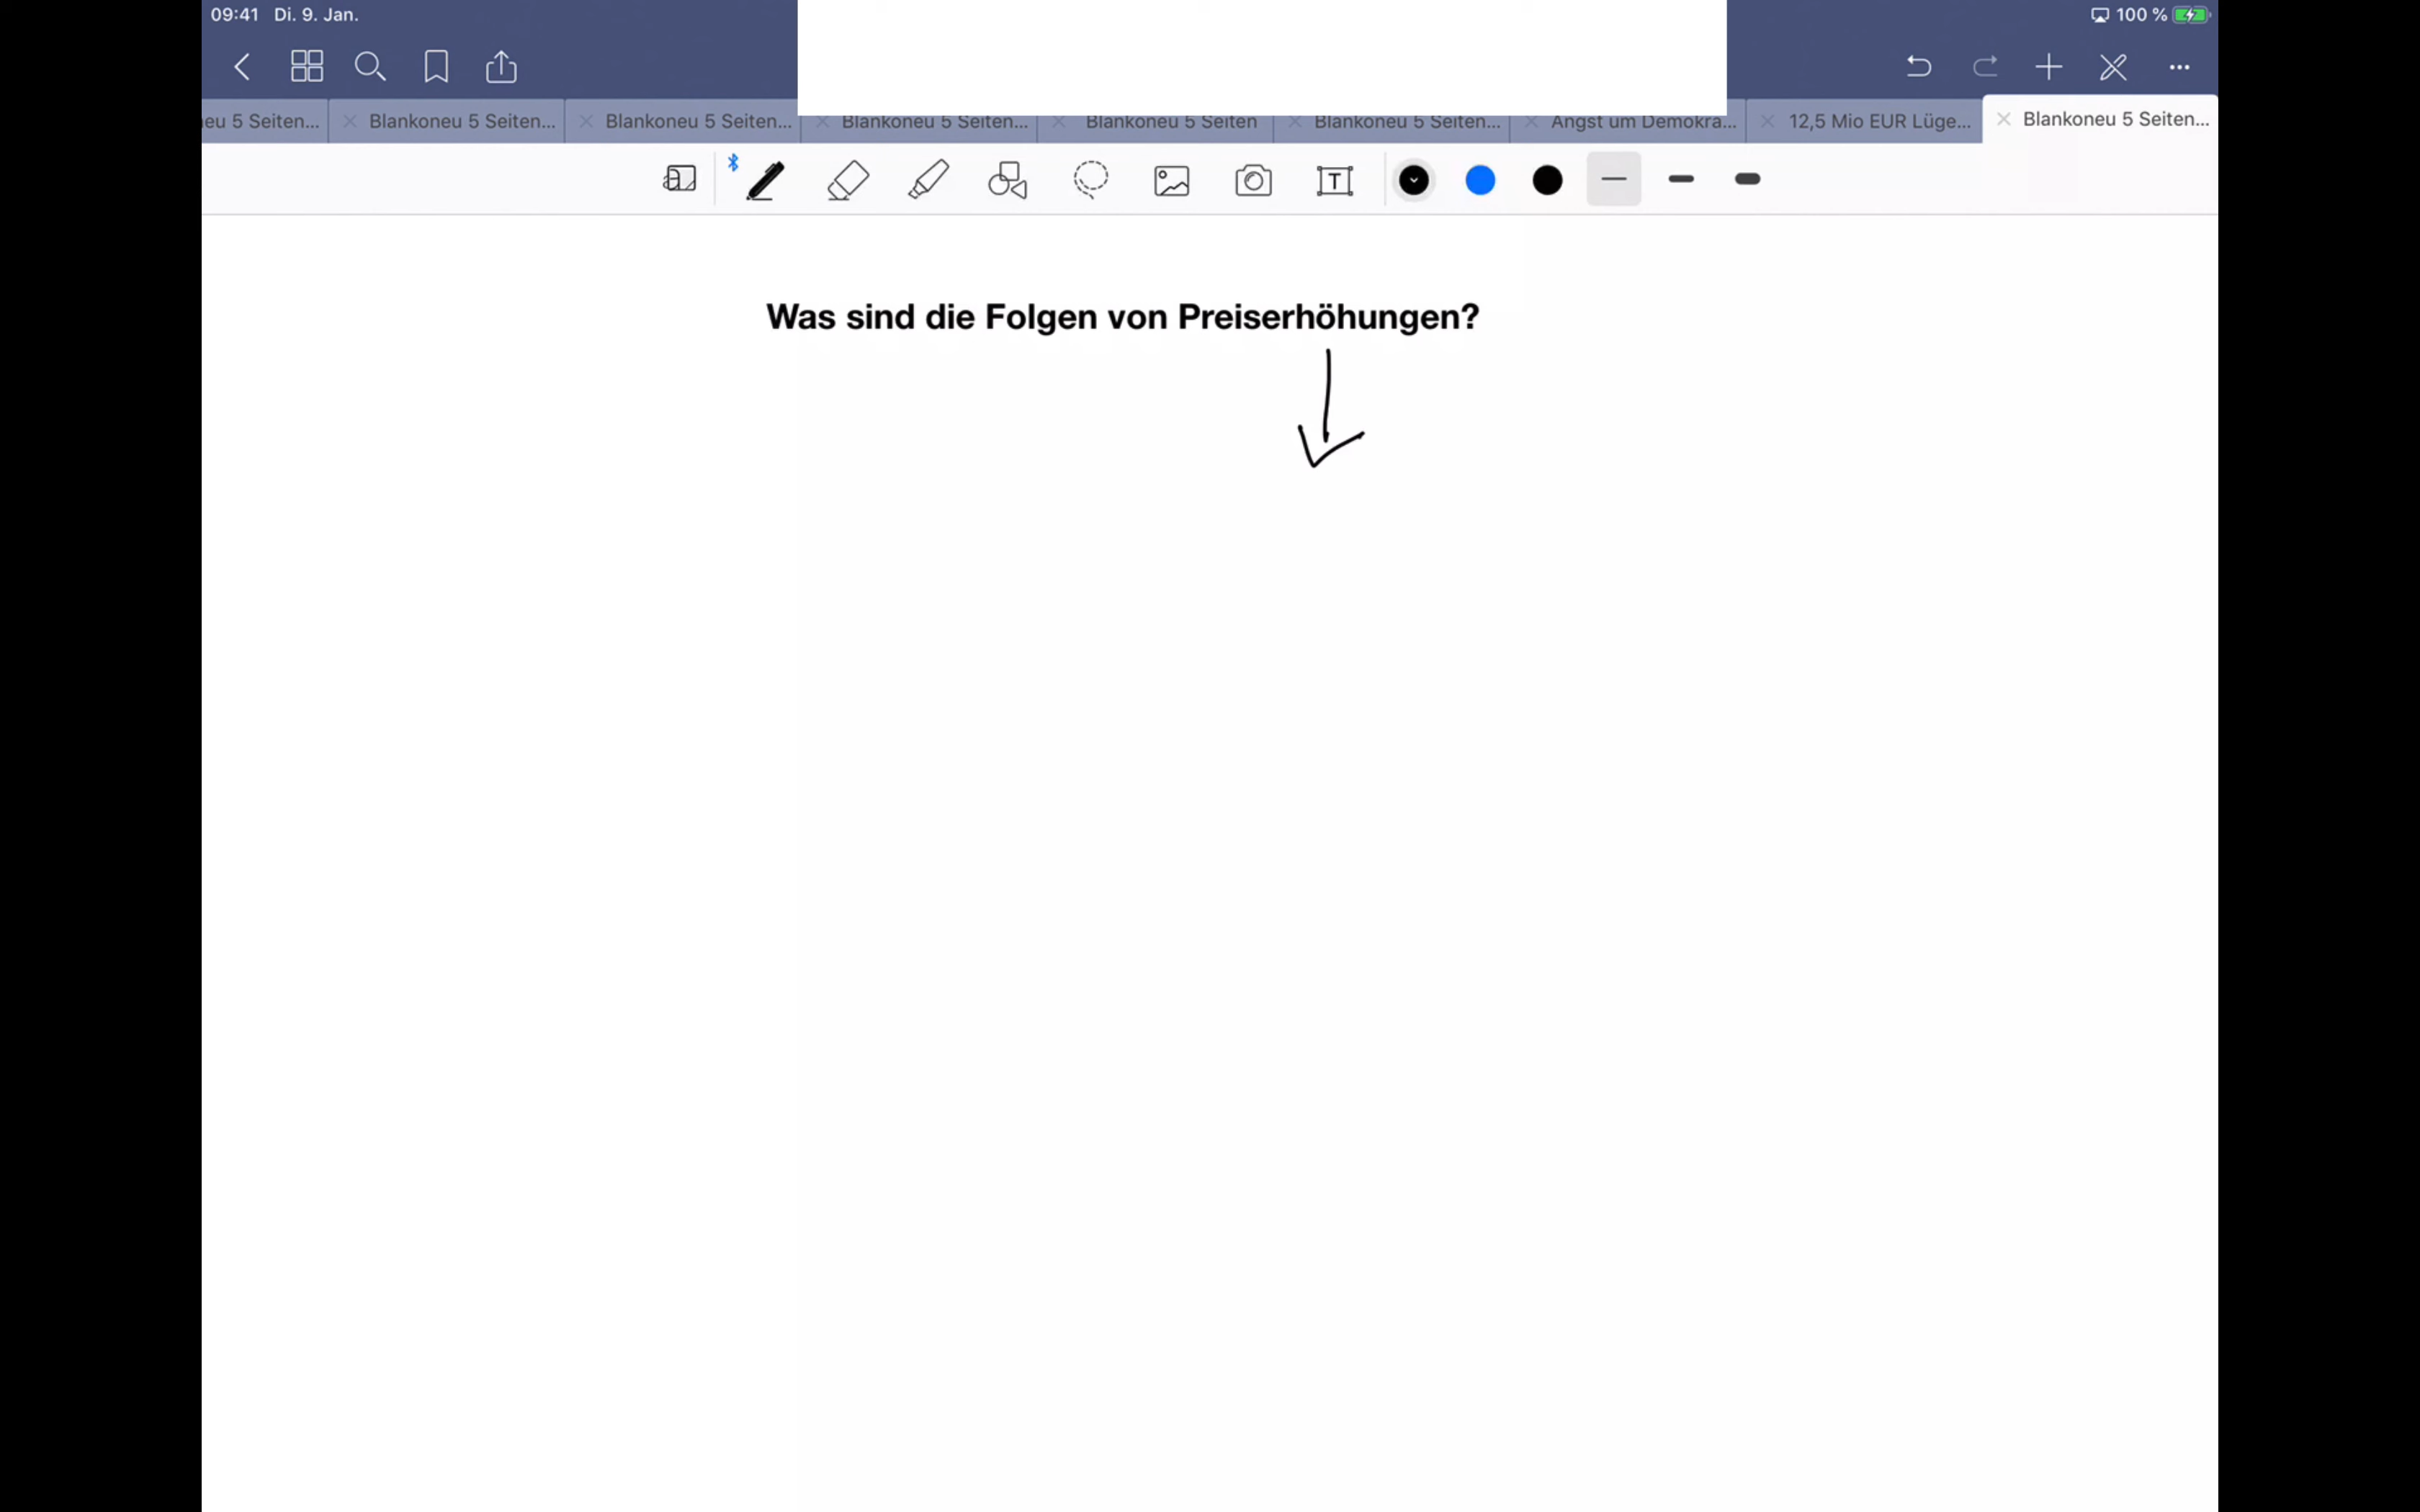 09:41 Di. 9. Jan. 100 %
eu 5 Seiten... Blankoneu 5 Seiten... Blankoneu 5 Seiten... Blankoneu 5 Seiten... Blankoneu 5 Seiten Blankoneu 5 Seiten... Angst um Demokra... 12,5 Mio EUR Lüge... Blankoneu 5 Seiten...
Was sind die Folgen von Preiserhöhungen?